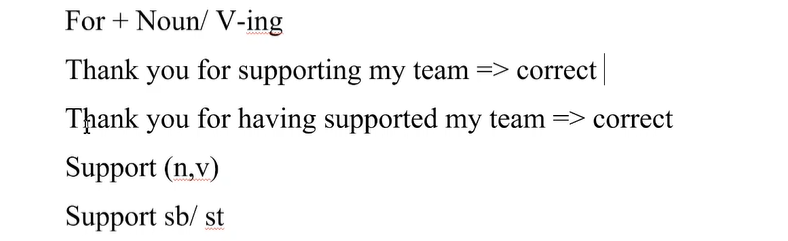 For + Noun/ V-ing
Thank you for supporting my team => correct
Thank you for having supported my team => correct
Support (n,v)
Support sb/ st